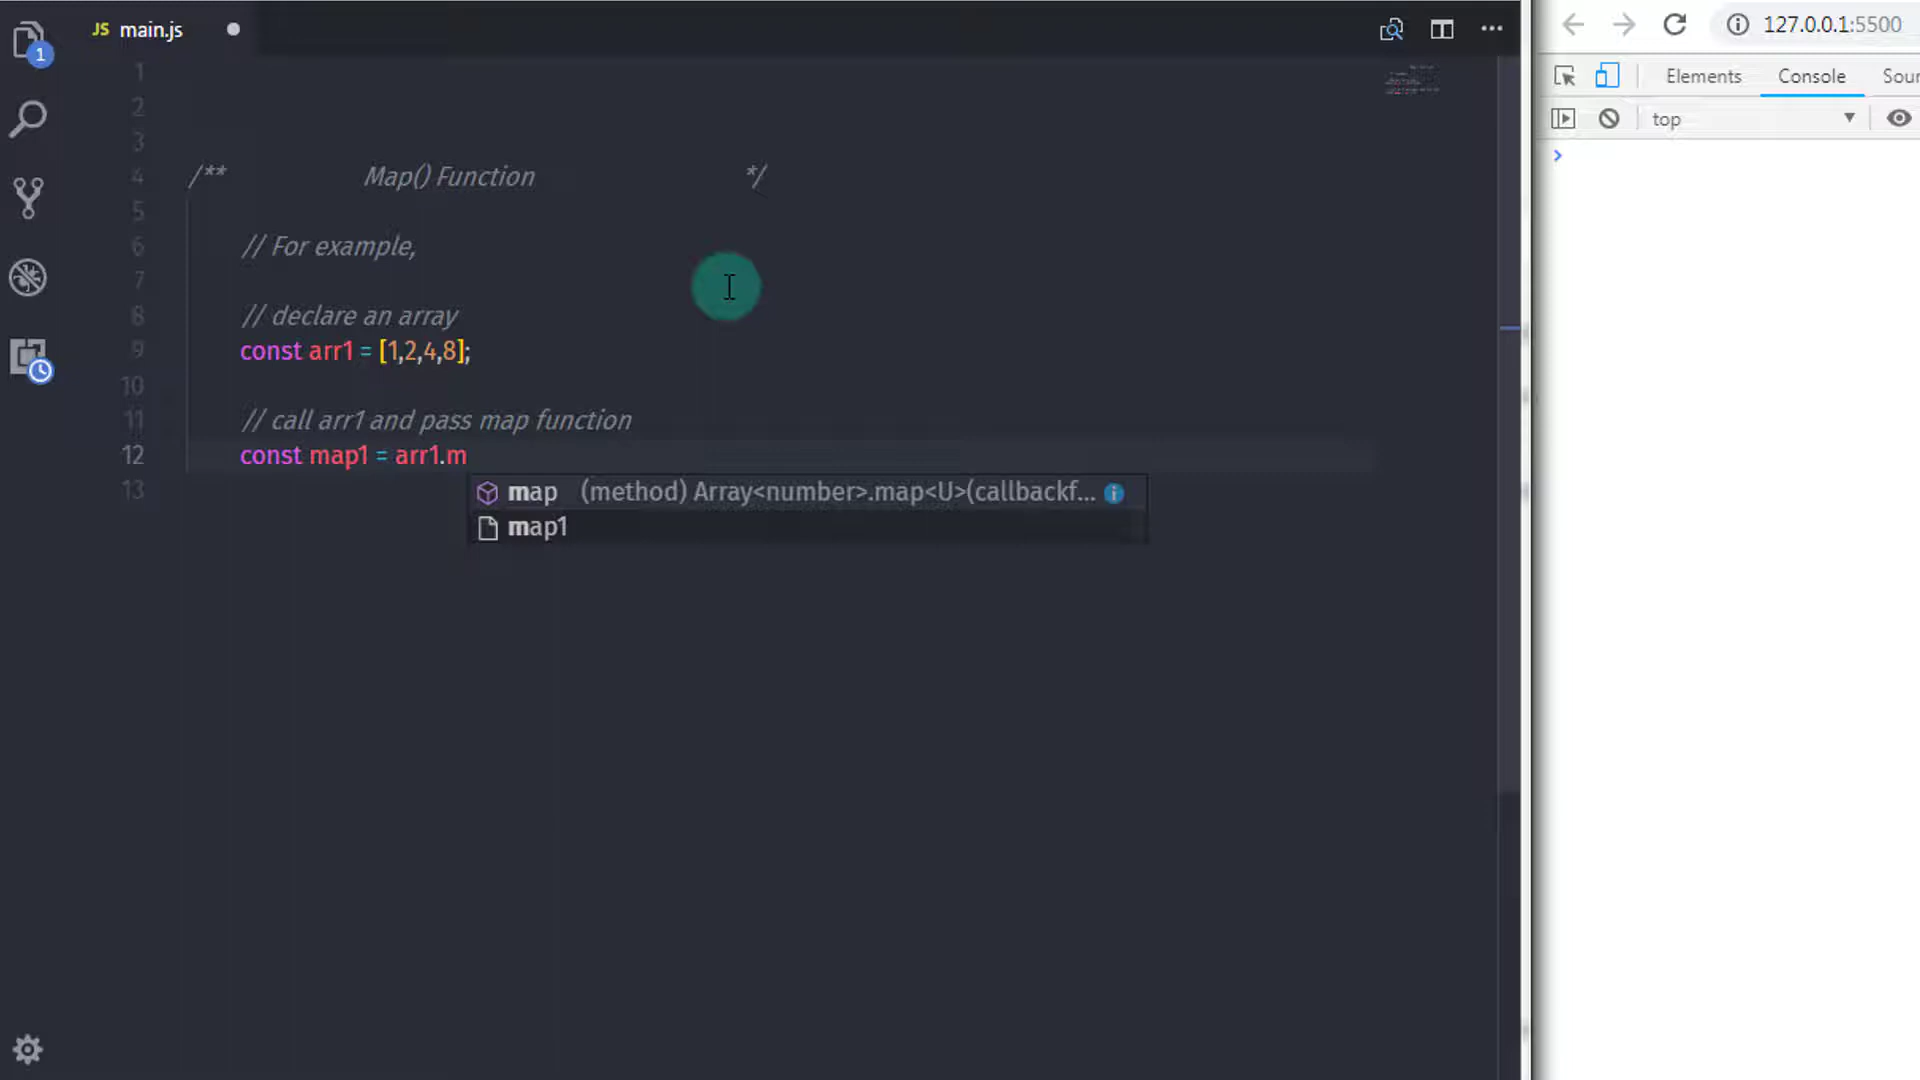 JS main.js
127.0.0.1:5500
Elements Console Sour
top
1
1
2
3
4 /** Map() Function */
5
6 // For example,
7
8 // declare an array
9 const arr1 = [1,2,4,8];
10
11 // call arr1 and pass map function
12 const map1 = arr1.m
13
map (method) Array<number>.map<U>(callbackf...
map1